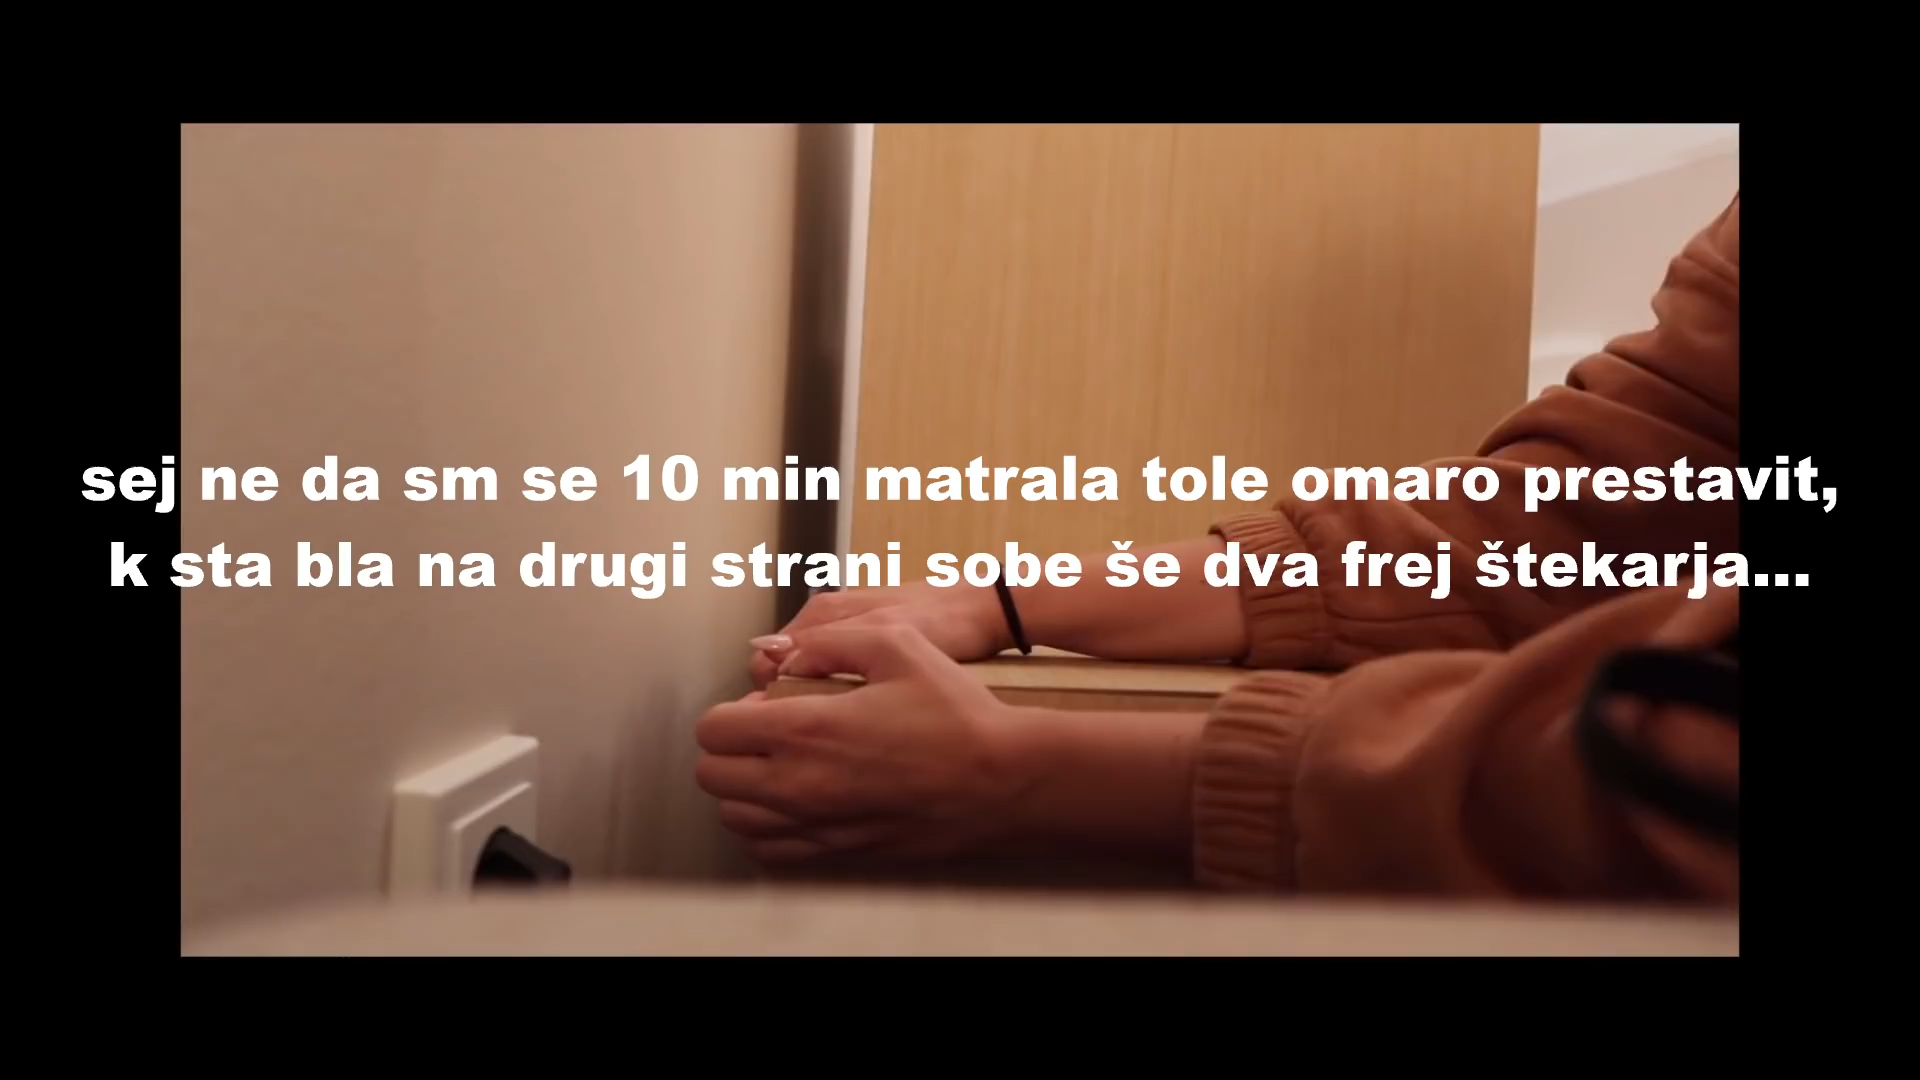 sej ne da sm se 10 min matrala tole omaro prestavit,
k sta bla na drugi strani sobe še dva frej štekarja...